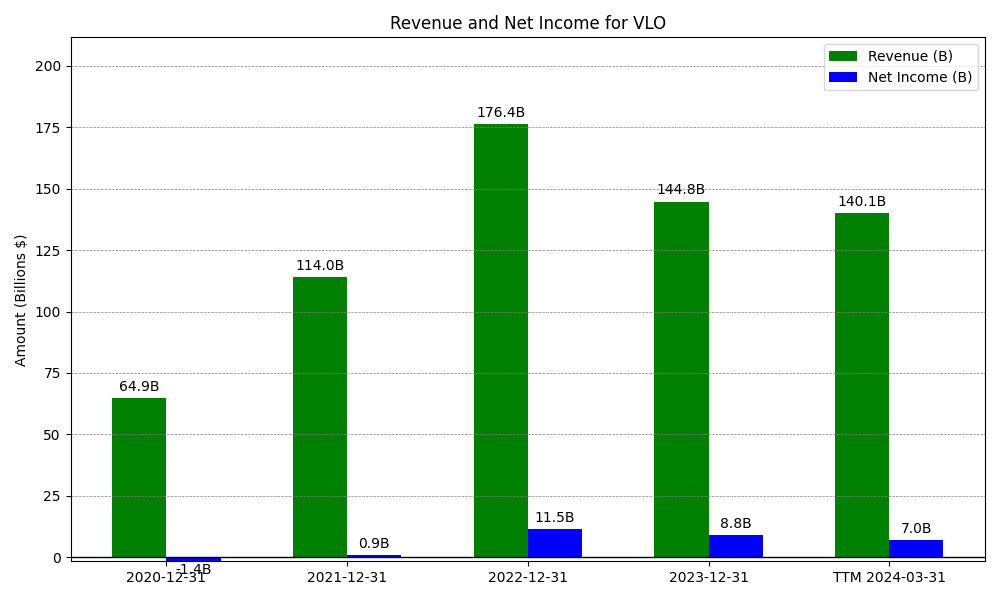 Revenue and Net Income for VLO
Revenue (B)
Net Income (B)
Amount (Billions $)
200
175
150
125
100
75
50
25
0
64.9B
114.0B
176.4B
144.8B
140.1B
-1.4B
0.9B
11.5B
8.8B
7.0B
2020-12-31
2021-12-31
2022-12-31
2023-12-31
TTM 2024-03-31